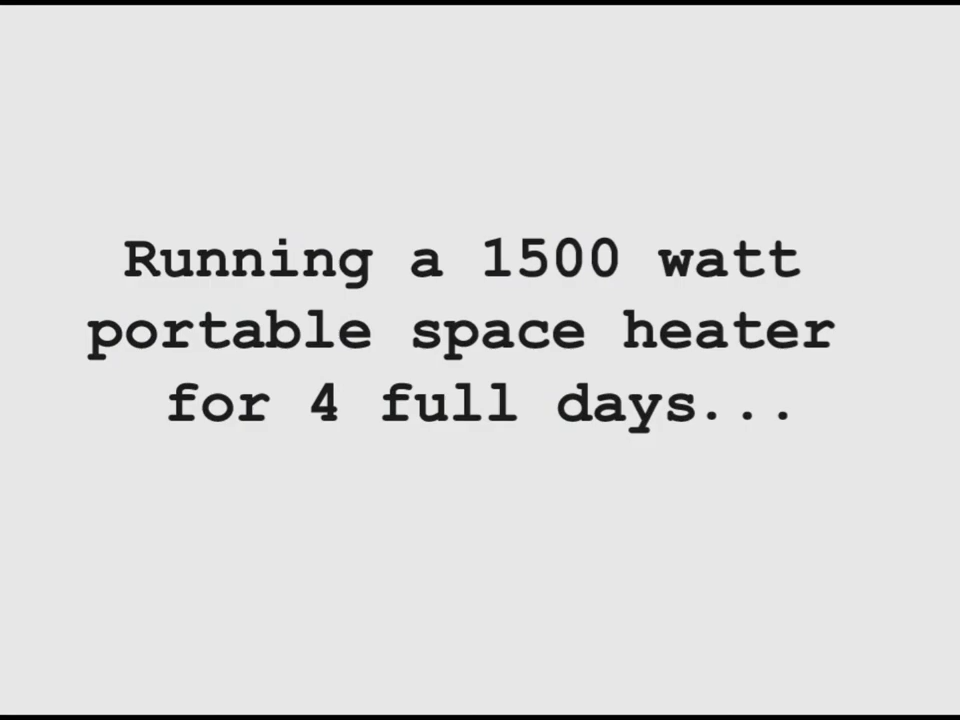 Running a 1500 watt
portable space heater
for 4 full days...